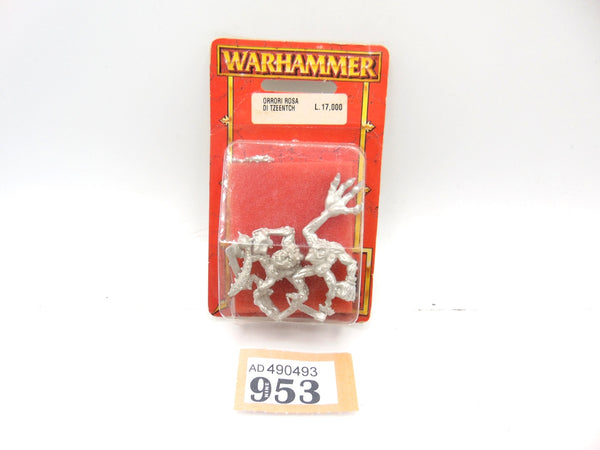 WARHAMMER
ORRORI ROSA
DI TZEENTCH L. 17.000
AD 490493
953